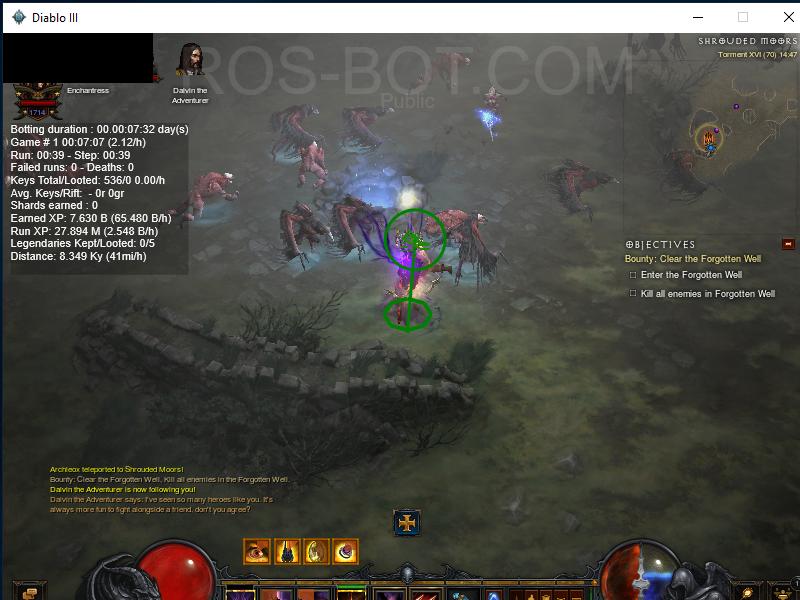 Diablo III
SHROUDED MOORS
Torment XVI (70) 14:47
ROS-BOT.COM
Public
Enchantress
Daivin the
Adventurer
1714
Botting duration : 00.00:07:32 day(s)
Game # 1 00:07:07 (2.12/h)
Run: 00:39 - Step: 00:39
Failed runs: 0 - Deaths: 0
Keys Total/Looted: 536/0 0.00/h
Avg. Keys/Rift: - 0r 0gr
Shards earned : 0
Earned XP: 7.630 B (65.480 B/h)
Run XP: 27.894 M (2.548 B/h)
Legendaries Kept/Looted: 0/5
Distance: 8.349 Ky (41mi/h)
OBJECTIVES
Bounty: Clear the Forgotten Well
Enter the Forgotten Well
Kill all enemies in Forgotten Well
Archleox teleported to Shrouded Moors!
Bounty: Clear the Forgotten Well, Kill all enemies in the Forgotten Well.
Daivin the Adventurer is now following you!
Daivin the Adventurer says: I've seen so many heroes like you. It's
always more fun to fight alongside a friend, don't you agree?